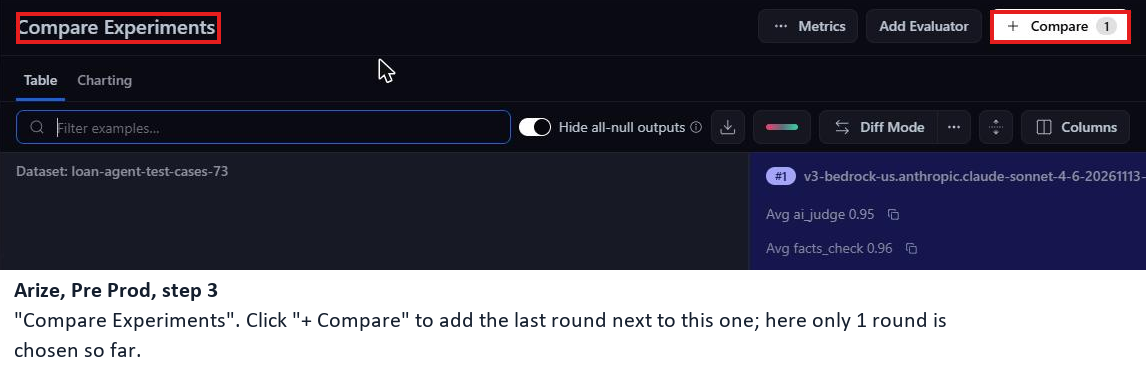 Compare Experiments
Metrics
Add Evaluator
+ Compare 1
Table
Charting
Filter examples...
Hide all-null outputs
Diff Mode
Columns
Dataset: loan-agent-test-cases-73
#1 v3-bedrock-us.anthropic.claude-sonnet-4-6-20261113-
Avg ai_judge 0.95
Avg facts_check 0.96
Arize, Pre Prod, step 3
"Compare Experiments". Click "+ Compare" to add the last round next to this one; here only 1 round is
chosen so far.